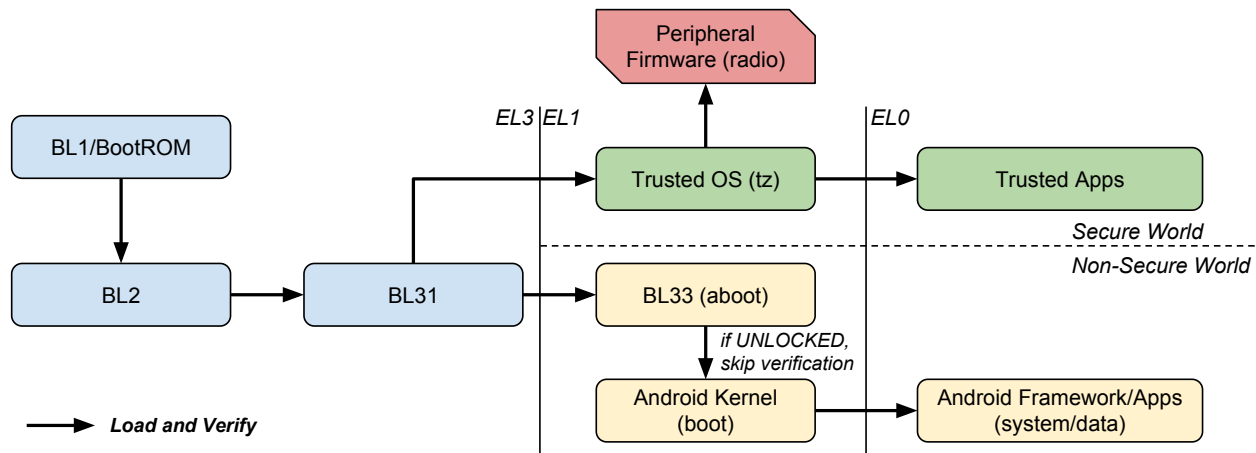 Peripheral
Firmware (radio)
EL3
EL1
EL0
BL1/BootROM
Trusted OS (tz)
Trusted Apps
Secure World
Non-Secure World
BL2
BL31
BL33 (aboot)
if UNLOCKED,
skip verification
Android Kernel
(boot)
Android Framework/Apps
(system/data)
Load and Verify